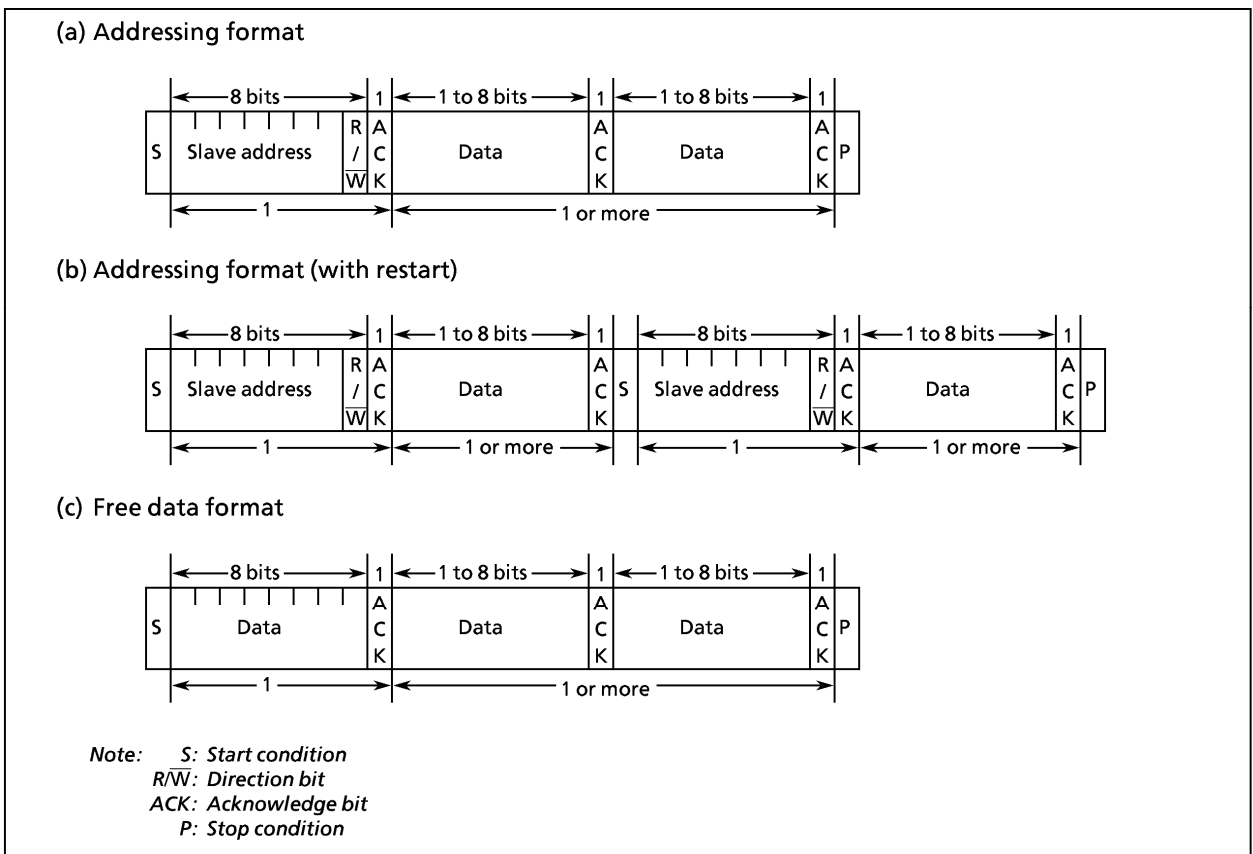 (a) Addressing format
8 bits 1 1 to 8 bits 1 1 to 8 bits 1
S Slave address R/W̅ ACK Data ACK Data ACK P
1 1 or more
(b) Addressing format (with restart)
8 bits 1 1 to 8 bits 1 8 bits 1 1 to 8 bits 1
S Slave address R/W̅ ACK Data ACK S Slave address R/W̅ ACK Data ACK P
1 1 or more 1 1 or more
(c) Free data format
8 bits 1 1 to 8 bits 1 1 to 8 bits 1
S Data ACK Data ACK Data ACK P
1 1 or more
Note: S: Start condition
R/W̅: Direction bit
ACK: Acknowledge bit
P: Stop condition